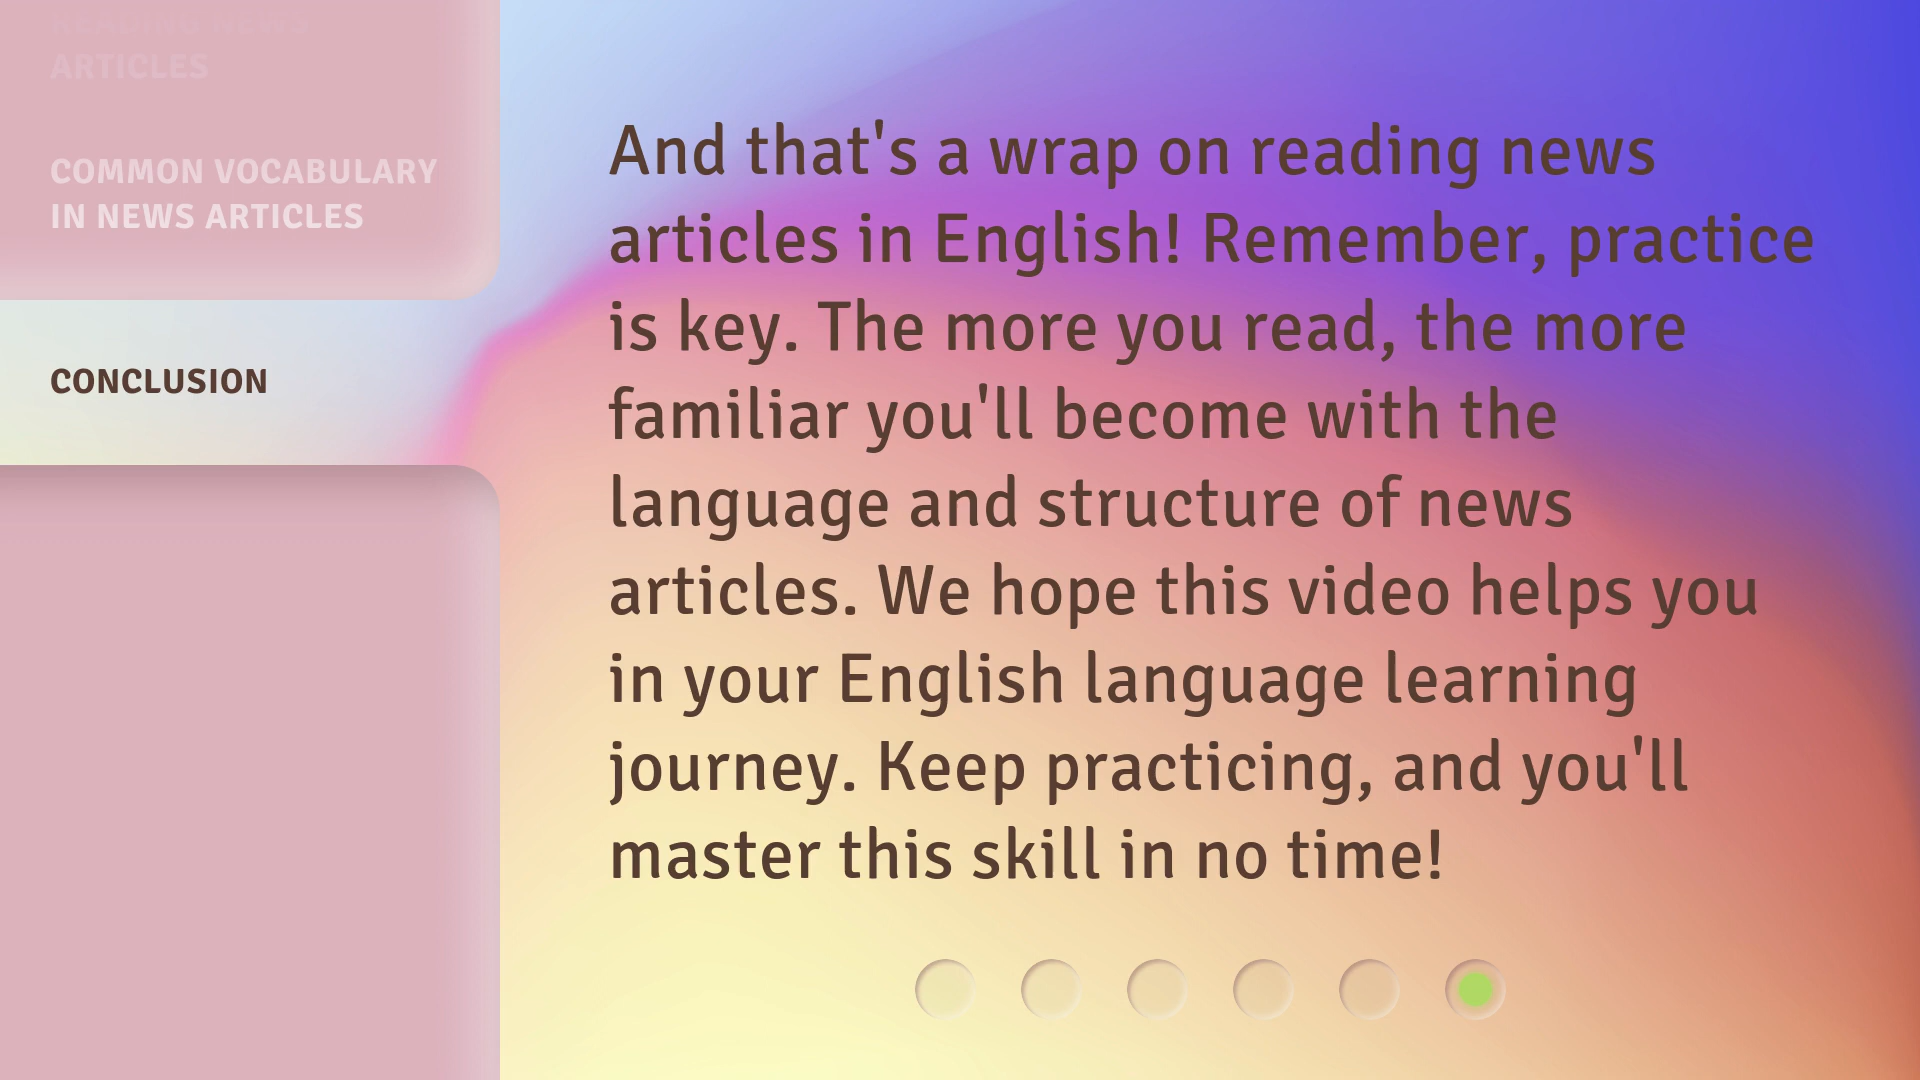 READING NEWS
ARTICLES
COMMON VOCABULARY
IN NEWS ARTICLES
CONCLUSION
And that's a wrap on reading news
articles in English! Remember, practice
is key. The more you read, the more
familiar you'll become with the
language and structure of news
articles. We hope this video helps you
in your English language learning
journey. Keep practicing, and you'll
master this skill in no time!